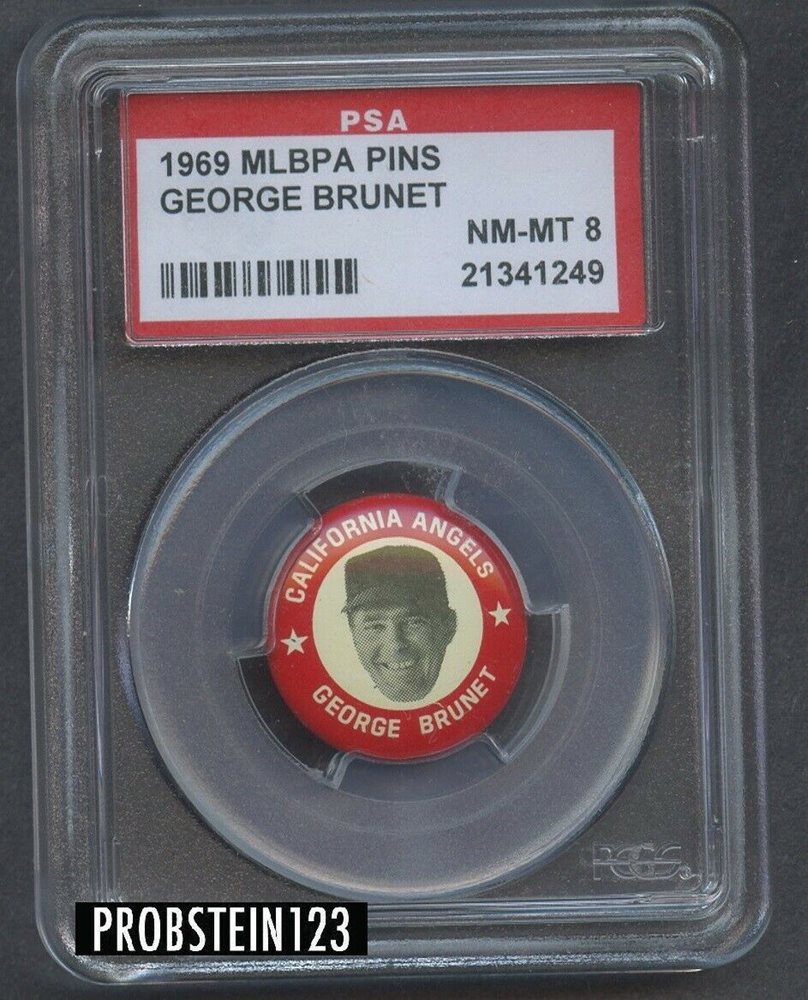 PSA
1969 MLBPA PINS
GEORGE BRUNET
NM-MT 8
21341249
CALIFORNIA ANGELS
GEORGE BRUNET
PCGS
PROBSTEIN123